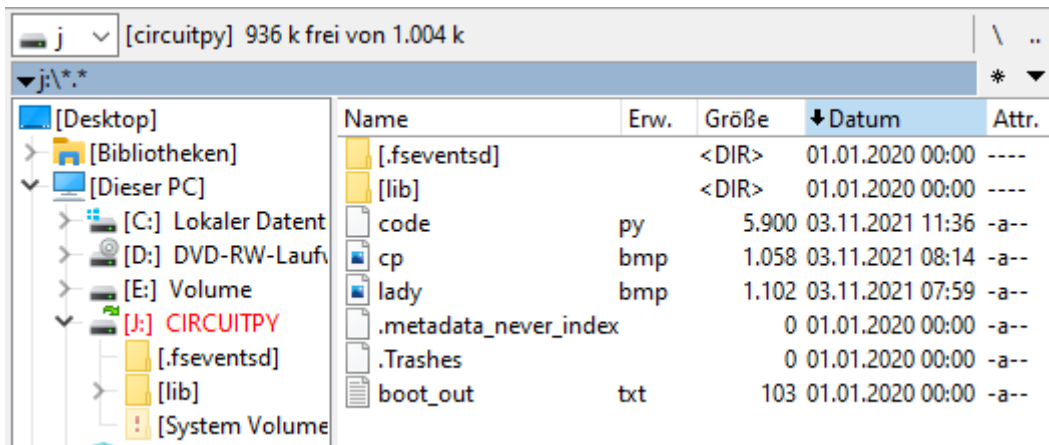 j [circuitpy] 936 k frei von 1.004 k \ ..
j:\*.* *
[Desktop]
[Bibliotheken]
[Dieser PC]
[C:] Lokaler Datent
[D:] DVD-RW-Laufw
[E:] Volume
[J:] CIRCUITPY
[.fseventsd]
[lib]
[System Volume
Name Erw. Größe Datum Attr.
[.fseventsd] <DIR> 01.01.2020 00:00 ----
[lib] <DIR> 01.01.2020 00:00 ----
code py 5.900 03.11.2021 11:36 -a--
cp bmp 1.058 03.11.2021 08:14 -a--
lady bmp 1.102 03.11.2021 07:59 -a--
.metadata_never_index 0 01.01.2020 00:00 -a--
.Trashes 0 01.01.2020 00:00 -a--
boot_out txt 103 01.01.2020 00:00 -a--